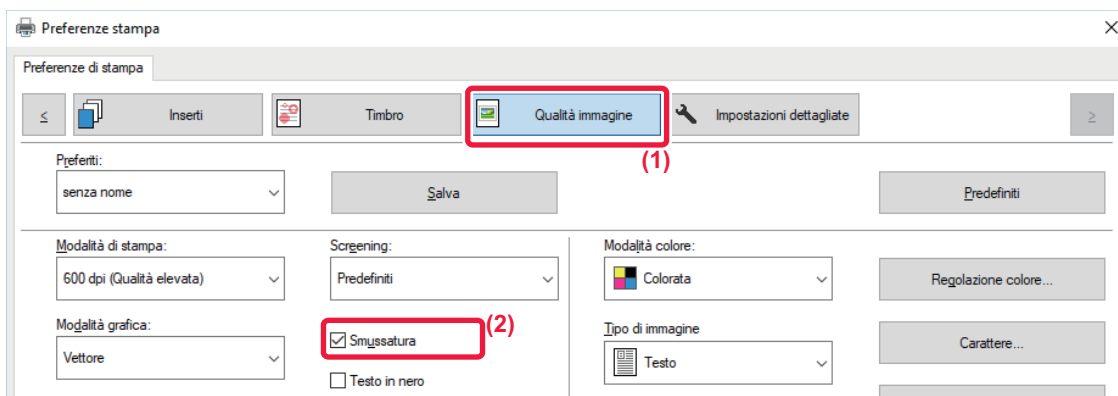 Preferenze stampa
Preferenze di stampa
< Inserti Timbro Qualità immagine Impostazioni dettagliate >
(1)
Preferiti:
senza nome Salva Predefiniti
Modalità di stampa: Screening: Modalità colore:
600 dpi (Qualità elevata) Predefiniti Colorata Regolazione colore...
Modalità grafica: (2) Tipo di immagine
Vettore Smussatura Testo Carattere...
Testo in nero